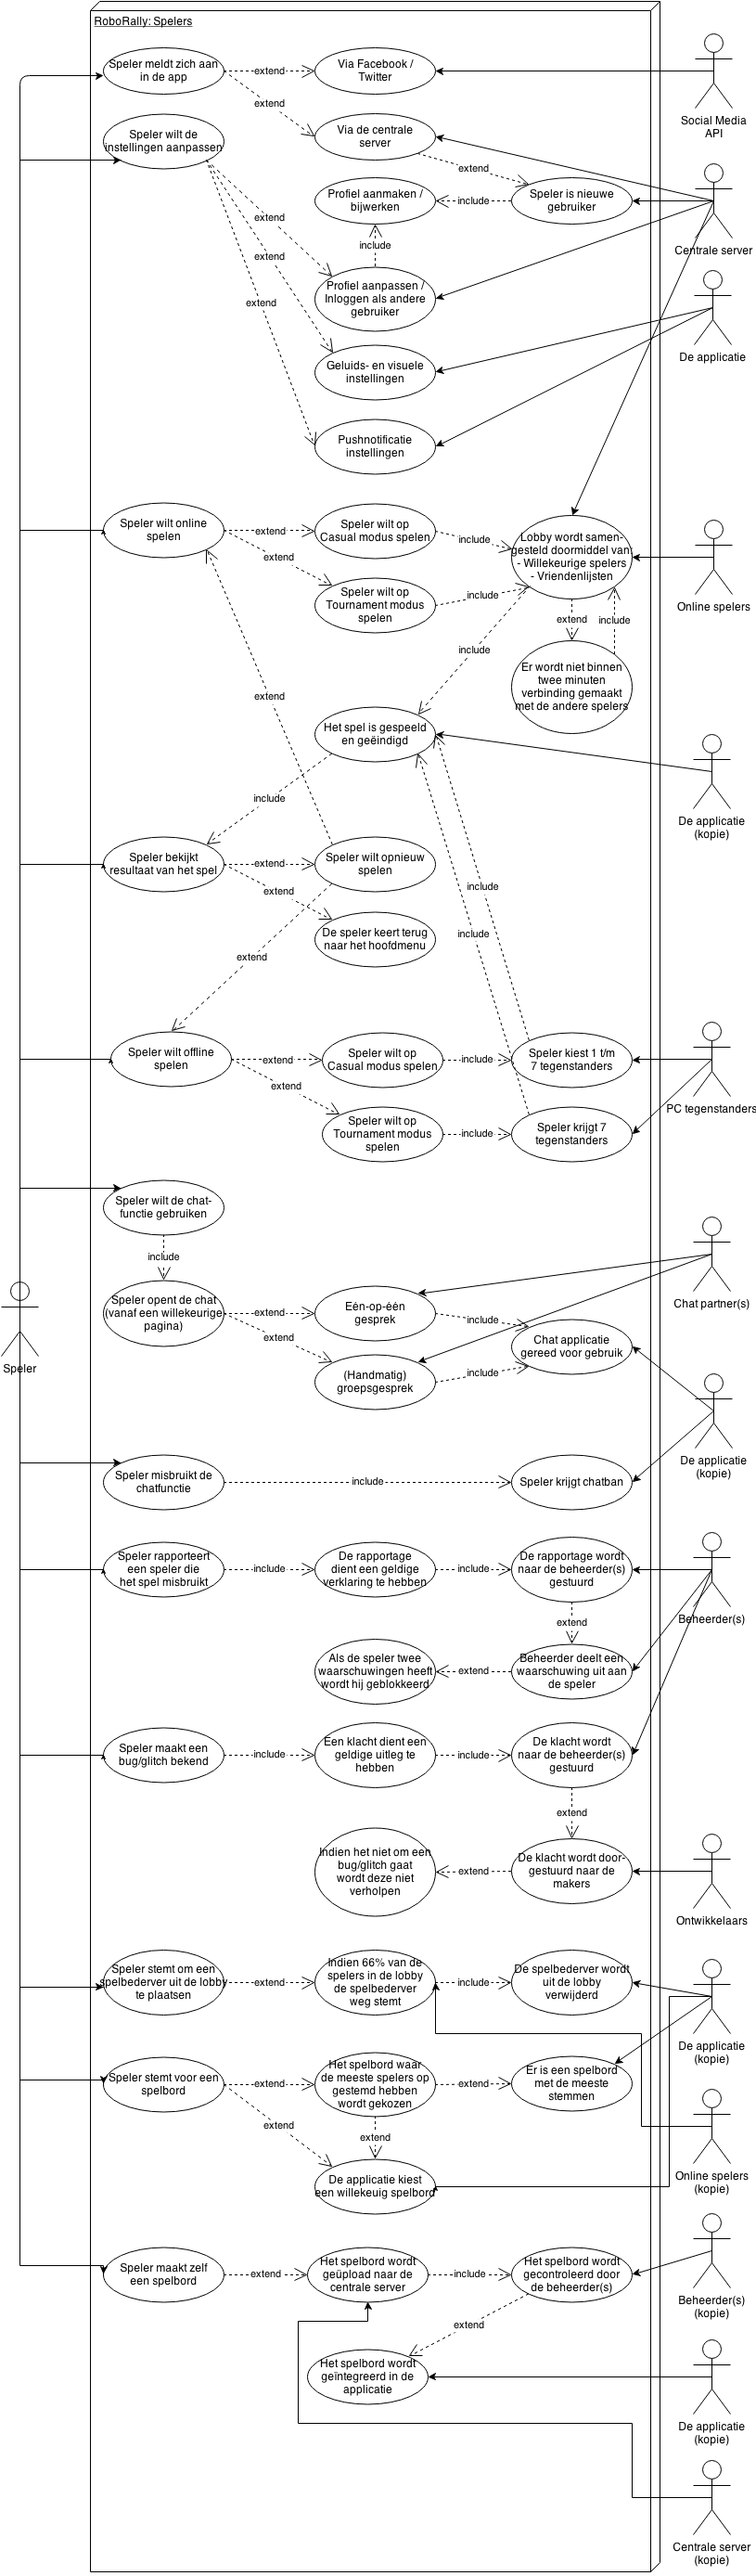 RoboRally: Spelers
Speler meldt zich aan
in de app
extend
Via Facebook /
Twitter
Social Media
API
extend
Speler wilt de
instellingen aanpassen
Via de centrale
server
extend
Profiel aanmaken /
bijwerken
include
Speler is nieuwe
gebruiker
Centrale server
extend
include
extend
Profiel aanpassen /
Inloggen als andere
gebruiker
extend
De applicatie
Geluids- en visuele
instellingen
Pushnotificatie
instellingen
Speler wilt online
spelen
extend
Speler wilt op
Casual modus spelen
include
Lobby wordt samen-
gesteld doormiddel van:
- Willekeurige spelers
- Vriendenlijsten
extend
Speler wilt op
Tournament modus
spelen
include
Online spelers
extend
include
include
Er wordt niet binnen
twee minuten
verbinding gemaakt
met de andere spelers
extend
Het spel is gespeeld
en geëindigd
include
De applicatie
(kopie)
Speler bekijkt
resultaat van het spel
extend
Speler wilt opnieuw
spelen
extend
include
De speler keert terug
naar het hoofdmenu
include
extend
Speler wilt offline
spelen
extend
Speler wilt op
Casual modus spelen
include
Speler kiest 1 t/m
7 tegenstanders
extend
PC tegenstanders
Speler wilt op
Tournament modus
spelen
include
Speler krijgt 7
tegenstanders
Speler wilt de chat-
functie gebruiken
include
Speler opent de chat
(vanaf een willekeurige
pagina)
extend
Eén-op-één
gesprek
include
Chat partner(s)
extend
Chat applicatie
gereed voor gebruik
Speler
(Handmatig)
groepsgesprek
include
De applicatie
(kopie)
Speler misbruikt de
chatfunctie
include
Speler krijgt chatban
Speler rapporteert
een speler die
het spel misbruikt
include
De rapportage
dient een geldige
verklaring te hebben
include
De rapportage wordt
naar de beheerder(s)
gestuurd
Beheerder(s)
extend
Als de speler twee
waarschuwingen heeft
wordt hij geblokkeerd
extend
Beheerder deelt een
waarschuwing uit aan
de speler
Speler maakt een
bug/glitch bekend
include
Een klacht dient een
geldige uitleg te
hebben
include
De klacht wordt
naar de beheerder(s)
gestuurd
extend
Indien het niet om een
bug/glitch gaat
wordt deze niet
verholpen
extend
De klacht wordt door-
gestuurd naar de
makers
Ontwikkelaars
Speler stemt om een
spelbederver uit de lobby
te plaatsen
extend
Indien 66% van de
spelers in de lobby
de spelbederver
weg stemt
include
De spelbederver wordt
uit de lobby
verwijderd
De applicatie
(kopie)
Speler stemt voor een
spelbord
extend
Het spelbord waar
de meeste spelers op
gestemd hebben
wordt gekozen
extend
Er is een spelbord
met de meeste
stemmen
extend
extend
Online spelers
(kopie)
De applicatie kiest
een willekeuig spelbord
Speler maakt zelf
een spelbord
extend
Het spelbord wordt
geüpload naar de
centrale server
include
Het spelbord wordt
gecontroleerd door
de beheerder(s)
Beheerder(s)
(kopie)
extend
Het spelbord wordt
geïntegreerd in de
applicatie
De applicatie
(kopie)
Centrale server
(kopie)